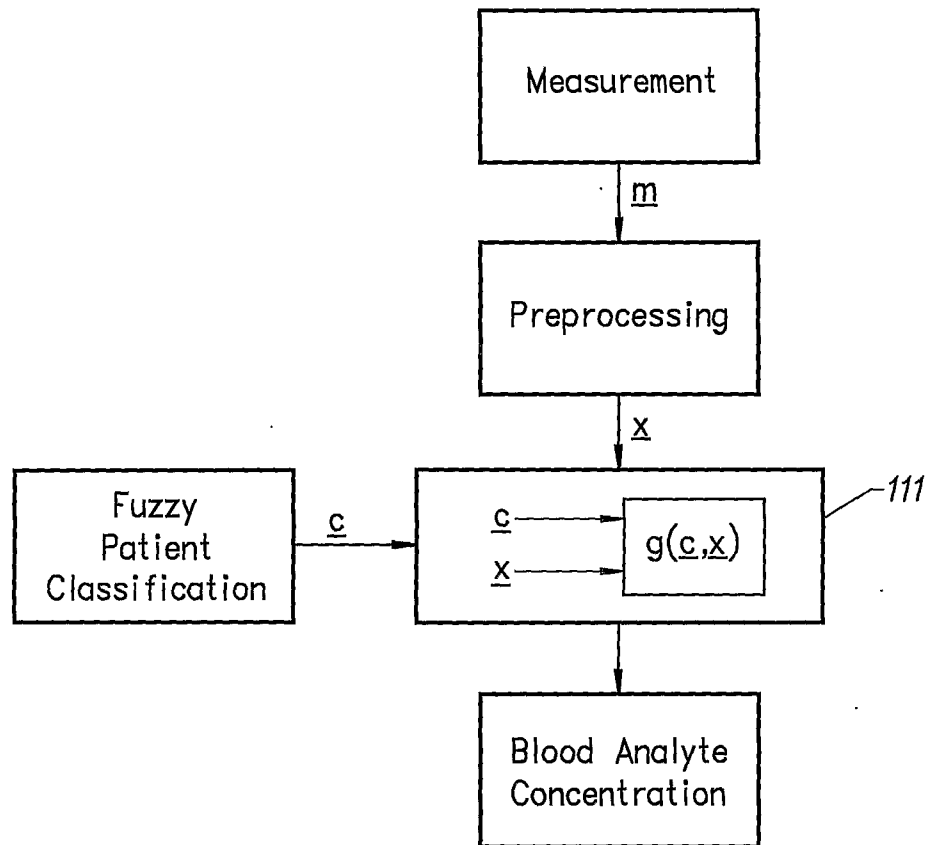 Measurement
m
Preprocessing
x
Fuzzy
Patient
Classification
c
c
x
g(c,x)
111
Blood Analyte
Concentration